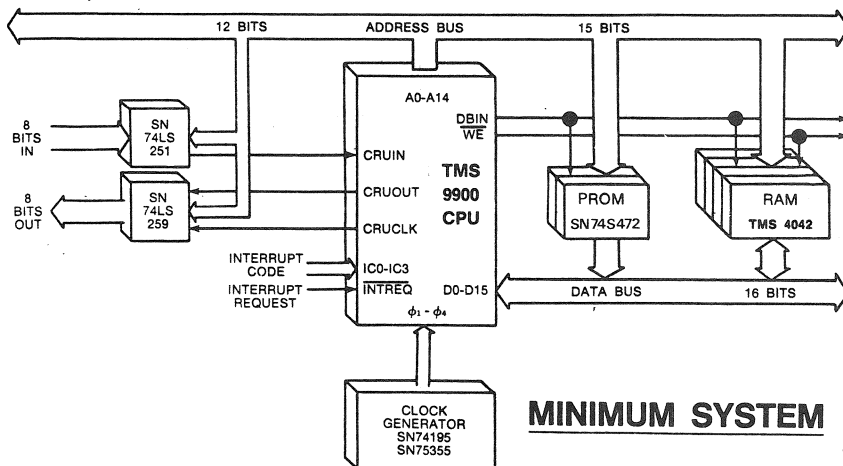 12 BITS
ADDRESS BUS
15 BITS
A0-A14
DBIN
WE
8
BITS
IN
SN
74LS
251
CRUIN
TMS
9900
CPU
CRUOUT
CRUCLK
8
BITS
OUT
SN
74LS
259
PROM
SN74S472
RAM
TMS 4042
INTERRUPT
CODE
IC0-IC3
INTERRUPT
REQUEST
INTREQ
D0-D15
DATA BUS
16 BITS
ϕ₁ - ϕ₄
CLOCK
GENERATOR
SN74195
SN75355
MINIMUM SYSTEM